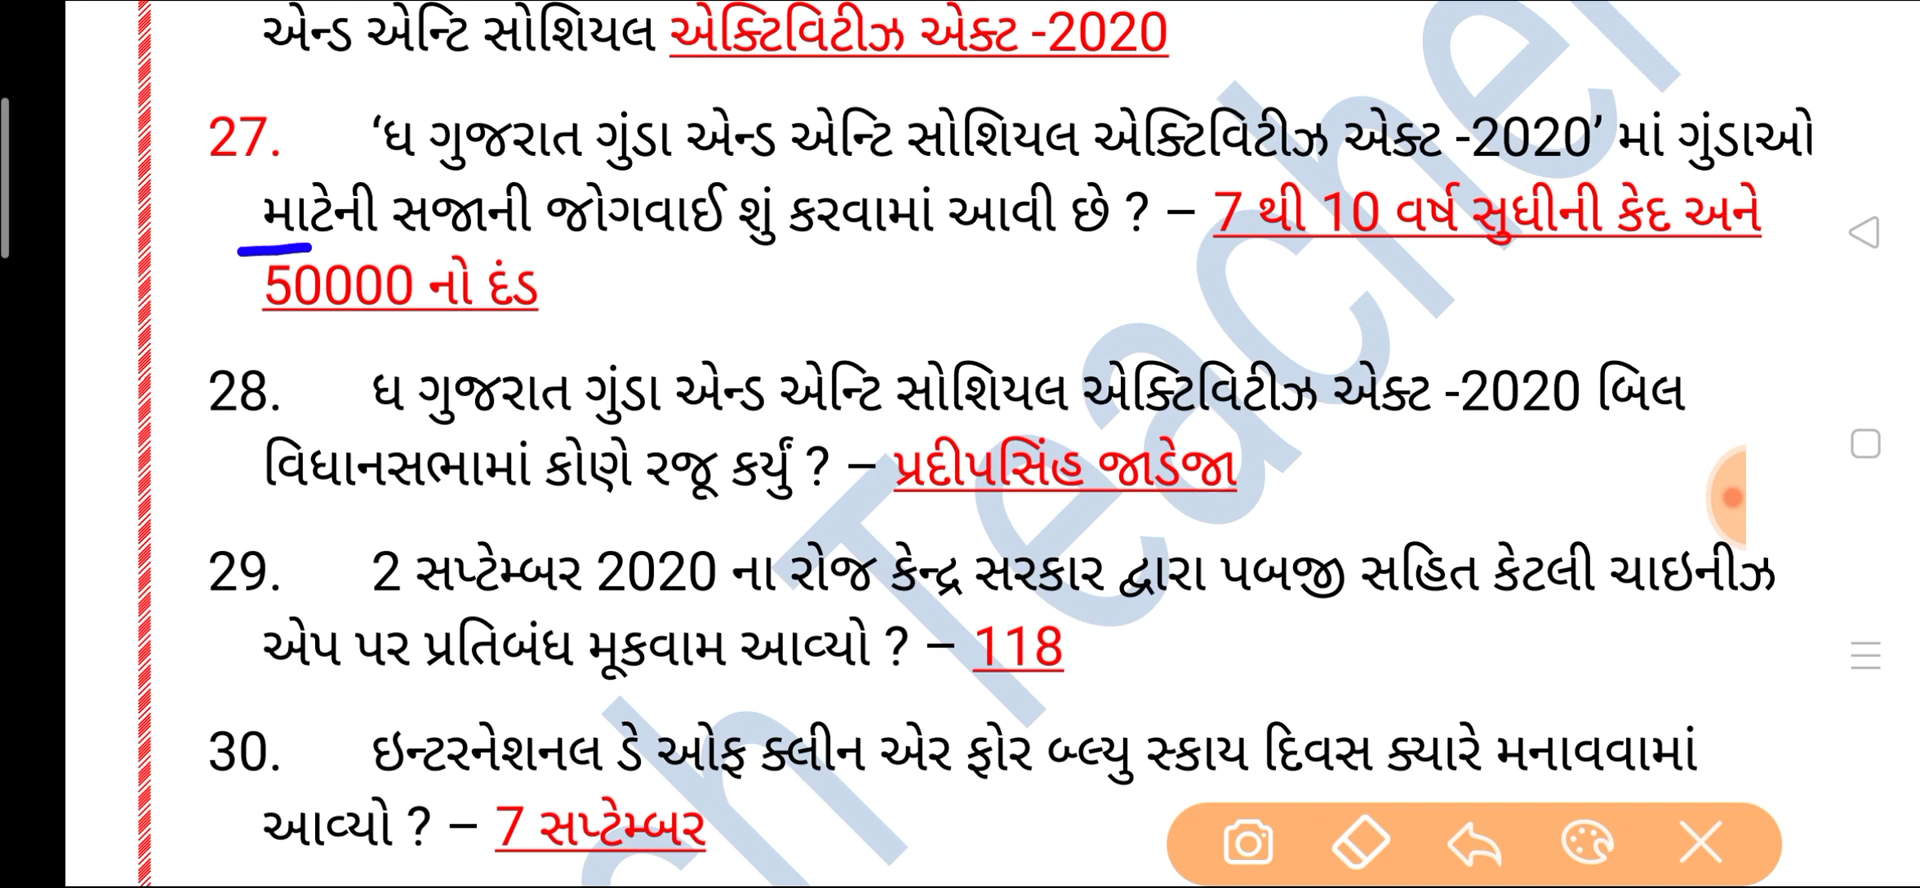 એન્ડ એન્ટિ સોશિયલ એક્ટિવિટીઝ એક્ટ -2020
27. ‘ધ ગુજરાત ગુંડા એન્ડ એન્ટિ સોશિયલ એક્ટિવિટીઝ એક્ટ -2020’ માં ગુંડાઓ
માટેની સજાની જોગવાઈ શું કરવામાં આવી છે ? – 7 થી 10 વર્ષ સુધીની કેદ અને
50000 નો દંડ
28. ધ ગુજરાત ગુંડા એન્ડ એન્ટિ સોશિયલ એક્ટિવિટીઝ એક્ટ -2020 બિલ
વિધાનસભામાં કોણે રજૂ કર્યું ? – પ્રદીપસિંહ જાડેજા
29. 2 સપ્ટેમ્બર 2020 ના રોજ કેન્દ્ર સરકાર દ્વારા પબજી સહિત કેટલી ચાઇનીઝ
એપ પર પ્રતિબંધ મૂકવામ આવ્યો ? – 118
30. ઇન્ટરનેશનલ ડે ઓફ ક્લીન એર ફોર બ્લ્યુ સ્કાય દિવસ ક્યારે મનાવવામાં
આવ્યો ? – 7 સપ્ટેમ્બર
ch Teacher